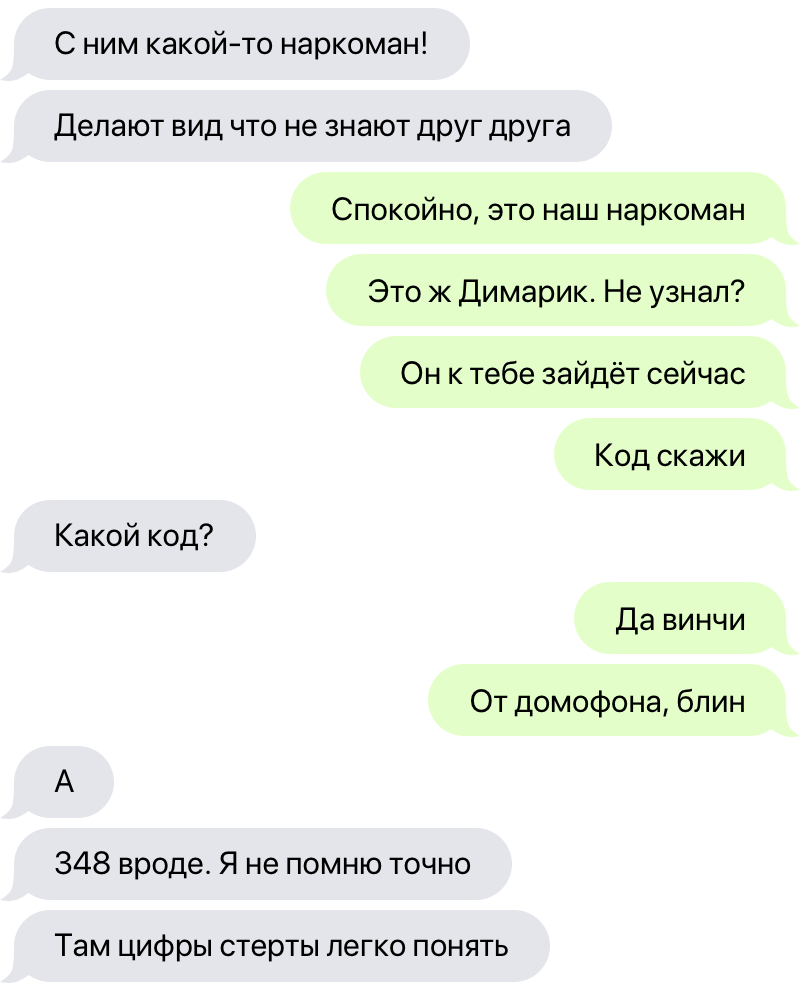 С ним какой-то наркоман!
Делают вид что не знают друг друга
Спокойно, это наш наркоман
Это ж Димарик. Не узнал?
Он к тебе зайдёт сейчас
Код скажи
Какой код?
Да винчи
От домофона, блин
А
348 вроде. Я не помню точно
Там цифры стерты легко понять